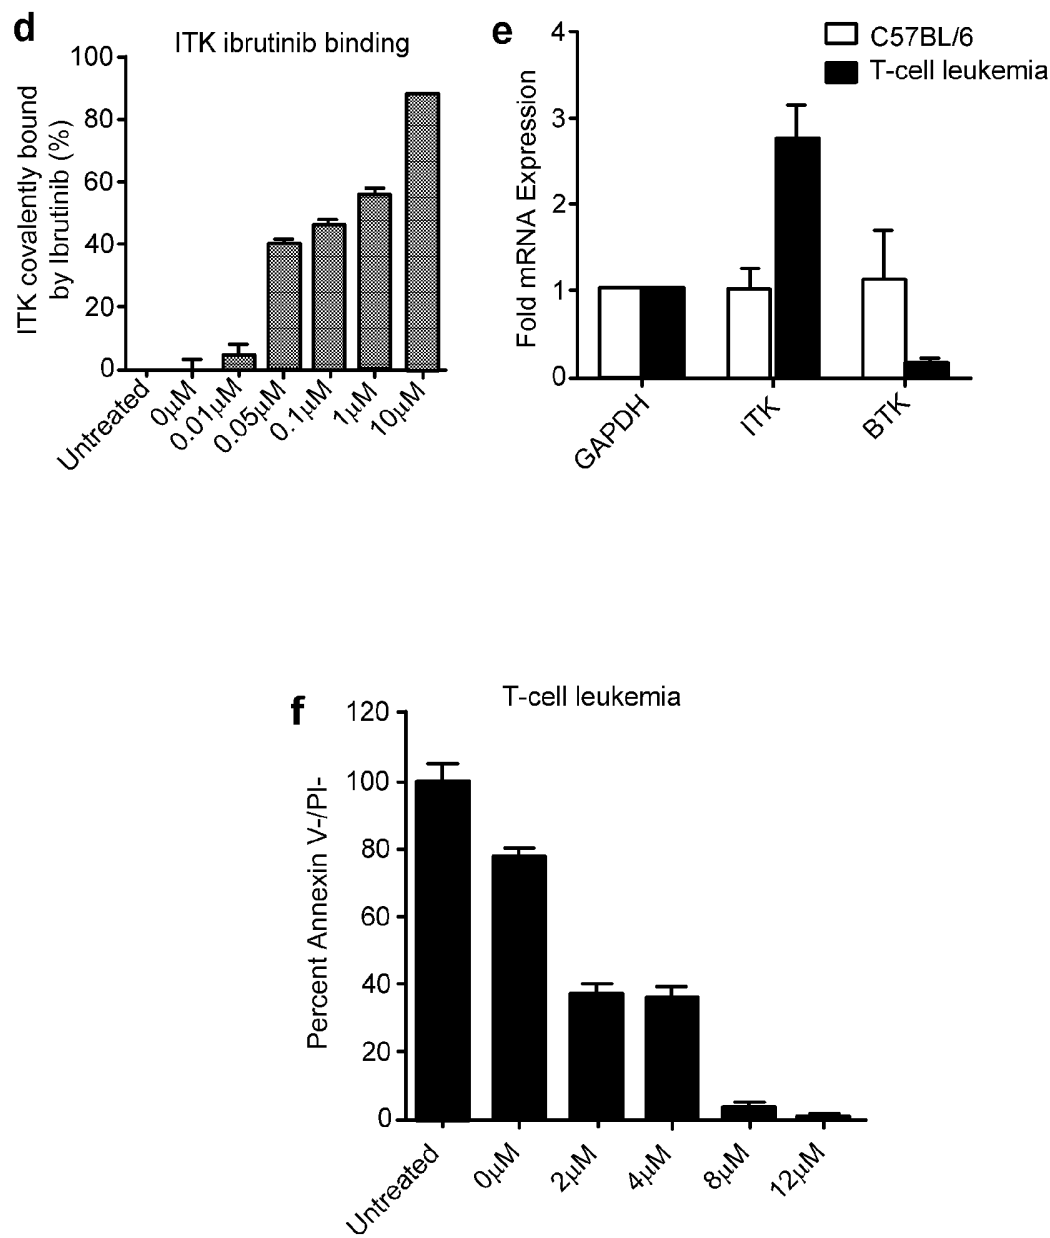 d
ITK ibrutinib binding
ITK covalently bound
by Ibrutinib (%)
100
80
60
40
20
0
Untreated
0µM
0.01µM
0.05µM
0.1µM
1µM
10µM
e
C57BL/6
T-cell leukemia
Fold mRNA Expression
4
3
2
1
0
GAPDH
ITK
BTK
f
T-cell leukemia
Percent Annexin V-/PI-
120
100
80
60
40
20
0
Untreated
0µM
2µM
4µM
8µM
12µM